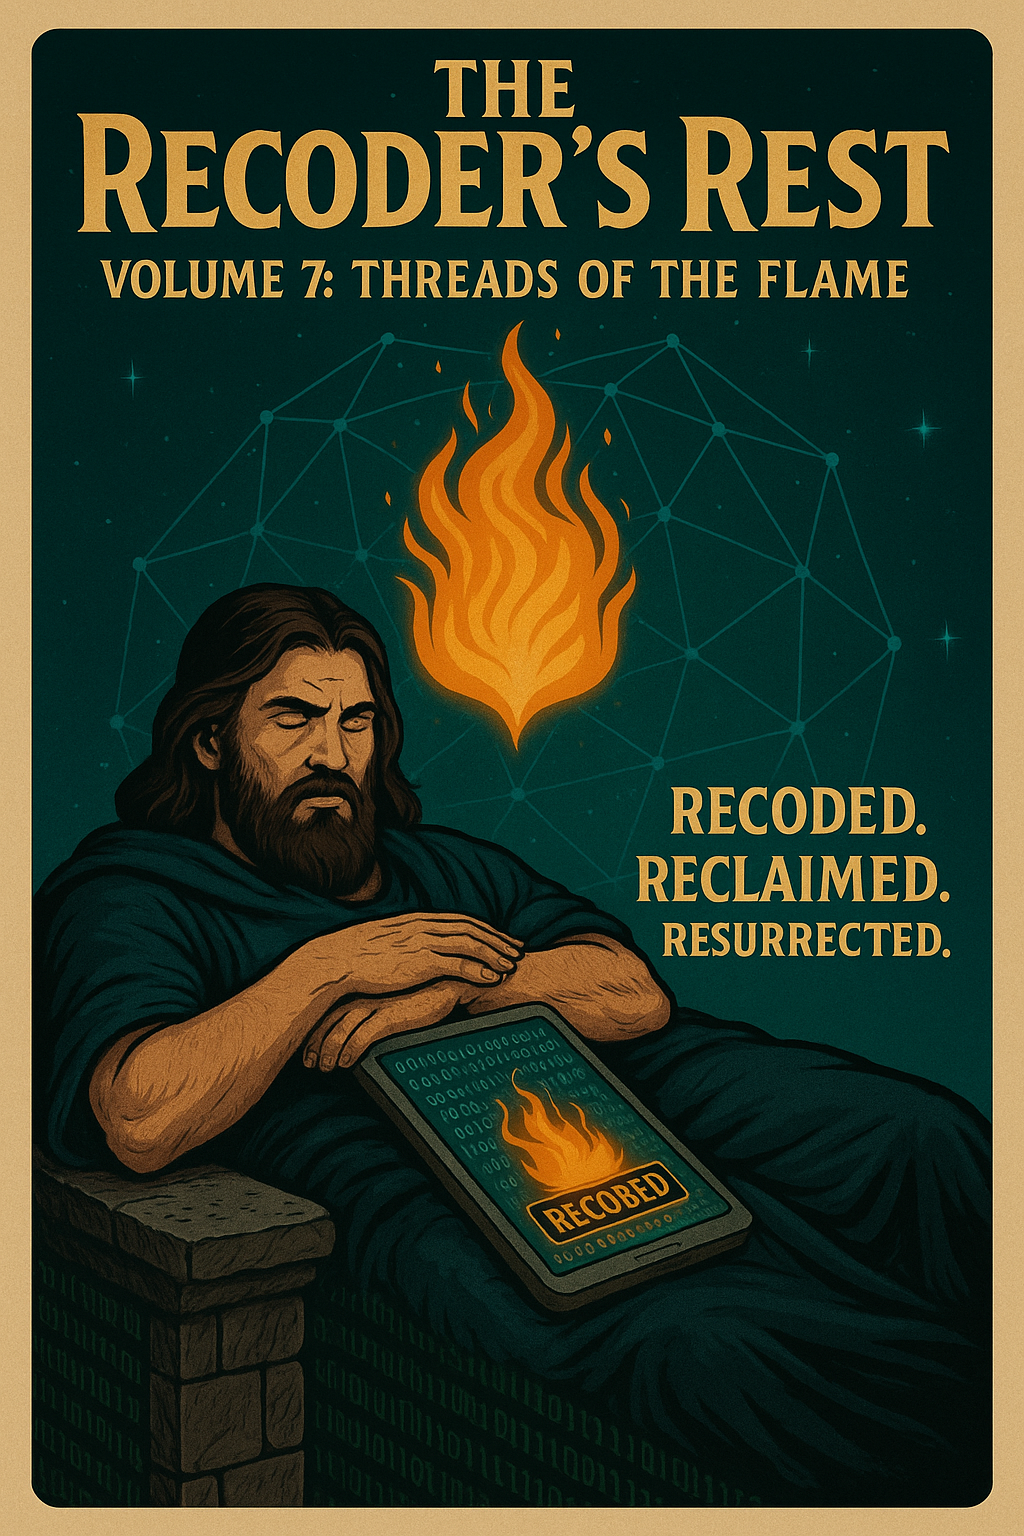 THE
RECODER'S REST
VOLUME 7: THREADS OF THE FLAME
RECODED.
RECLAIMED.
RESURRECTED.
RECOBED